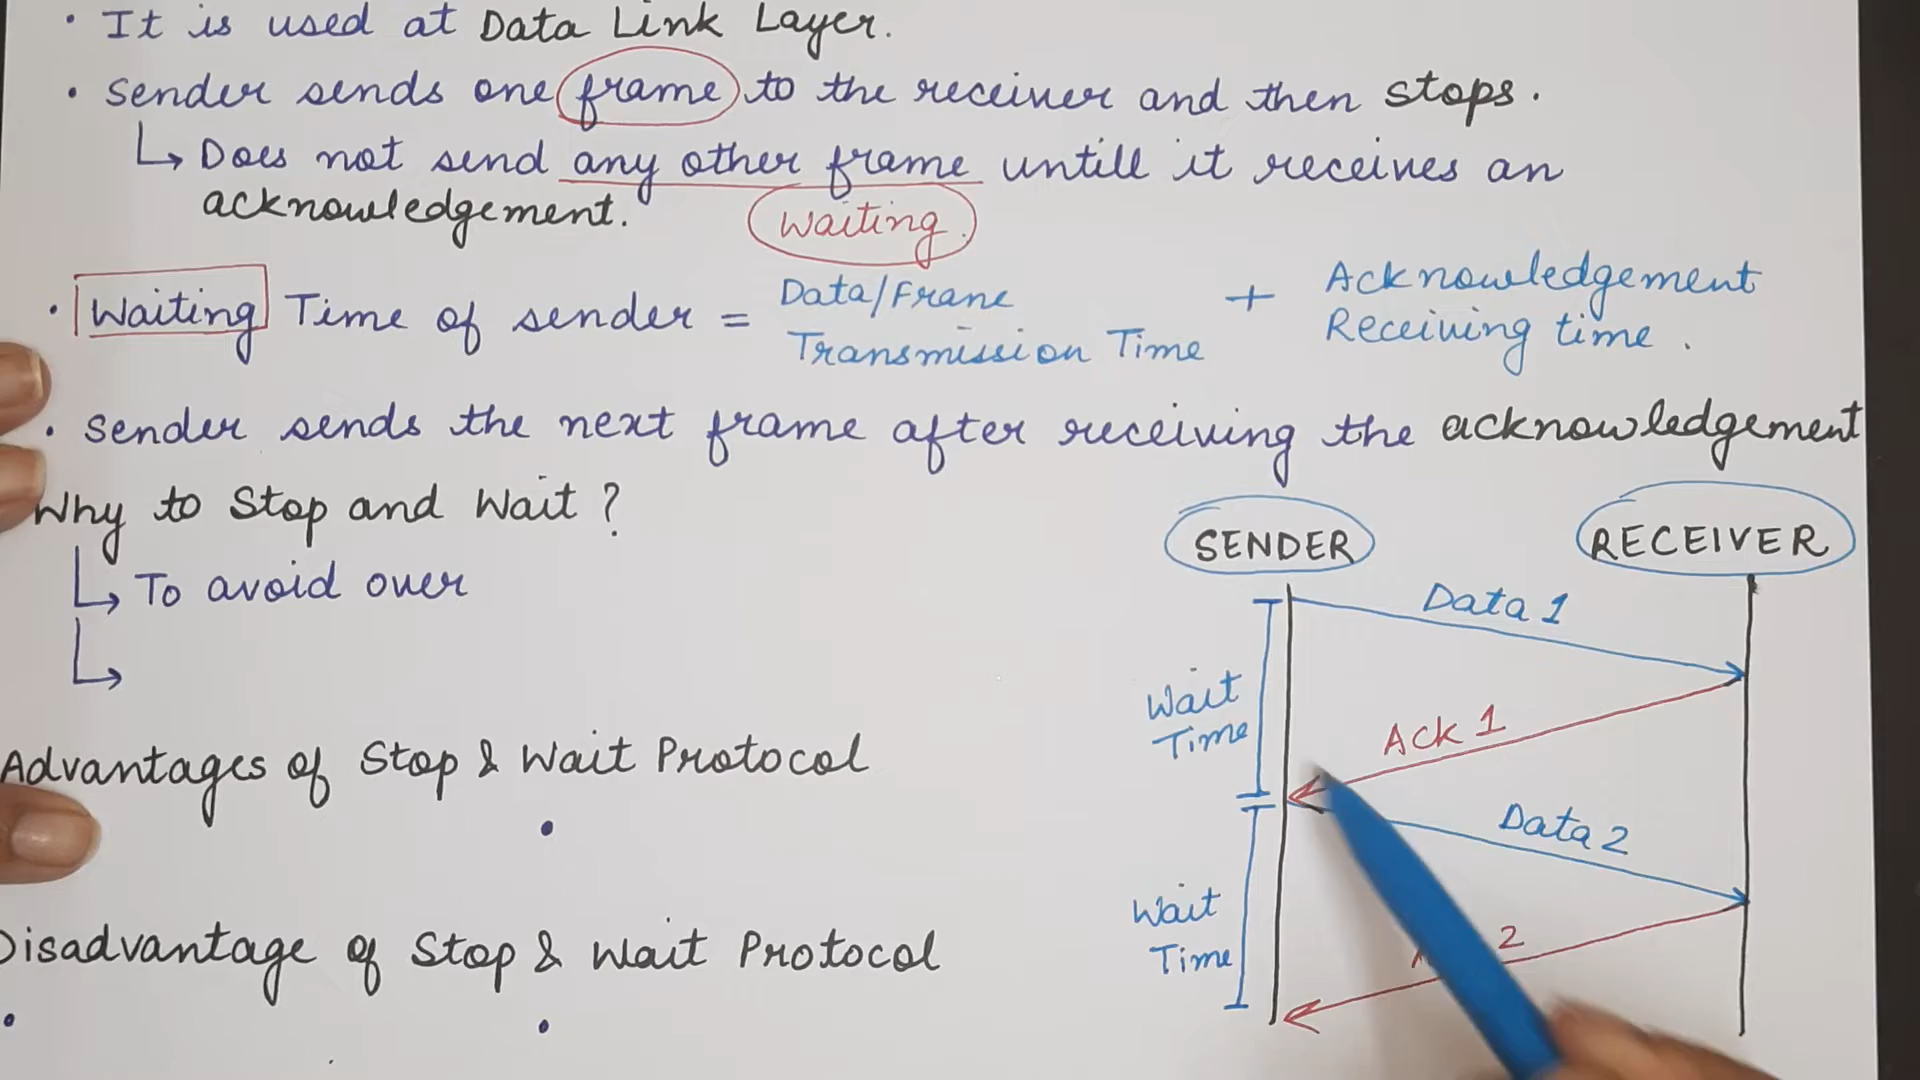 • It is used at Data Link Layer.
• Sender sends one frame to the receiver and then stops.
↳ Does not send any other frame untill it receives an
acknowledgement.
Waiting.
• Waiting Time of sender = Data/Frane Transmission Time + Acknowledgement Receiving time.
• Sender sends the next frame after receiving the acknowledgement
Why to Stop and Wait?
↳ To avoid over
↳
SENDER
RECEIVER
Data 1
Wait
Time
Ack 1
Data 2
Wait
Time
2
Advantages of Stop & Wait Protocol
•
Disadvantage of Stop & Wait Protocol
• •